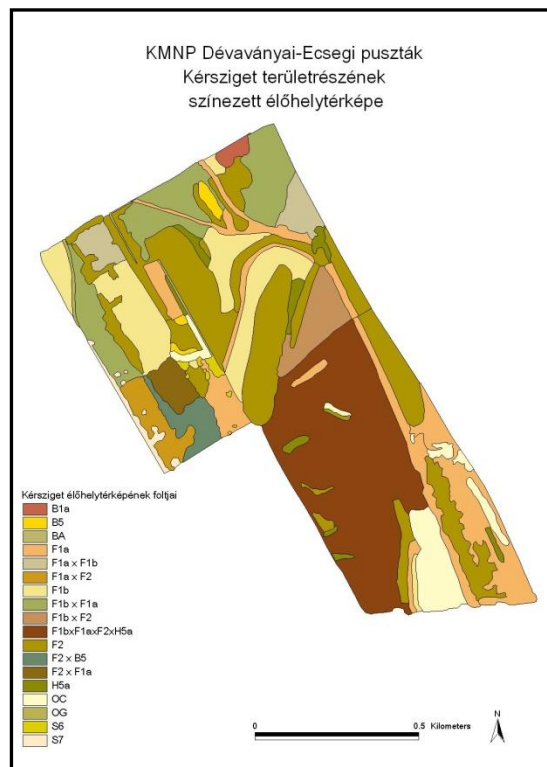 KMNP Dévaványai-Ecsegi puszták
Kérsziget területrészének
színezett élőhelytérképe
Kérsziget élőhelytérképének foltjai
B1a
B5
BA
F1a
F1a x F1b
F1a x F2
F1b
F1b x F1a
F1b x F2
F1bxF1axF2xH5a
F2
F2 x B5
F2 x F1a
H5a
OC
OG
S6
S7
0
0.5 Kilometers
N